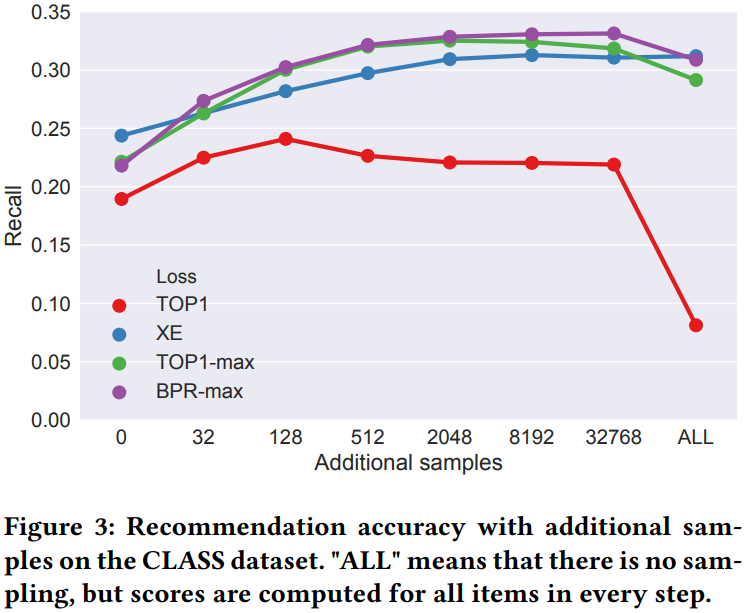 0.35
0.30
0.25
0.20
0.15
0.10
0.05
0.00
Recall
Loss
TOP1
XE
TOP1-max
BPR-max
0 32 128 512 2048 8192 32768 ALL
Additional samples
Figure 3: Recommendation accuracy with additional sam-
ples on the CLASS dataset. "ALL" means that there is no sam-
pling, but scores are computed for all items in every step.